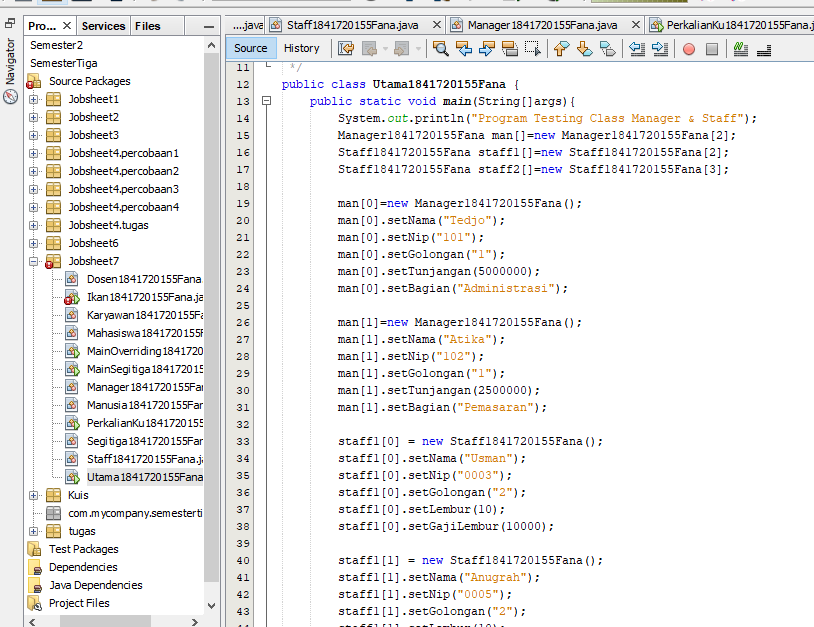 Navigator
Pro...
Services
Files
Semester2
SemesterTiga
Source Packages
Jobsheet1
Jobsheet2
Jobsheet3
Jobsheet4.percobaan1
Jobsheet4.percobaan2
Jobsheet4.percobaan3
Jobsheet4.percobaan4
Jobsheet4.tugas
Jobsheet6
Jobsheet7
Dosen1841720155Fana.
Ikan1841720155Fana.ja
Karyawan1841720155Fa
Mahasiswa1841720155F
MainOverriding1841720
MainSegitiga184172015
Manager1841720155Fa
Manusia1841720155Fan
PerkalianKu184172015
Segitiga1841720155Far
Staff1841720155Fana.ja
Utama1841720155Fana
Kuis
com.mycompany.semesterti
tugas
Test Packages
Dependencies
Java Dependencies
Project Files
....java
Staff1841720155Fana.java
Manager1841720155Fana.java
PerkalianKu1841720155Fana.j
Source
History
11 */
12 public class Utama1841720155Fana {
13 public static void main(String[]args){
14 System.out.println("Program Testing Class Manager & Staff");
15 Manager1841720155Fana man[]=new Manager1841720155Fana[2];
16 Staff1841720155Fana staff1[]=new Staff1841720155Fana[2];
17 Staff1841720155Fana staff2[]=new Staff1841720155Fana[3];
18
19 man[0]=new Manager1841720155Fana();
20 man[0].setNama("Tedjo");
21 man[0].setNip("101");
22 man[0].setGolongan("1");
23 man[0].setTunjangan(5000000);
24 man[0].setBagian("Administrasi");
25
26 man[1]=new Manager1841720155Fana();
27 man[1].setNama("Atika");
28 man[1].setNip("102");
29 man[1].setGolongan("1");
30 man[1].setTunjangan(2500000);
31 man[1].setBagian("Pemasaran");
32
33 staff1[0] = new Staff1841720155Fana();
34 staff1[0].setNama("Usman");
35 staff1[0].setNip("0003");
36 staff1[0].setGolongan("2");
37 staff1[0].setLembur(10);
38 staff1[0].setGajiLembur(10000);
39
40 staff1[1] = new Staff1841720155Fana();
41 staff1[1].setNama("Anugrah");
42 staff1[1].setNip("0005");
43 staff1[1].setGolongan("2");